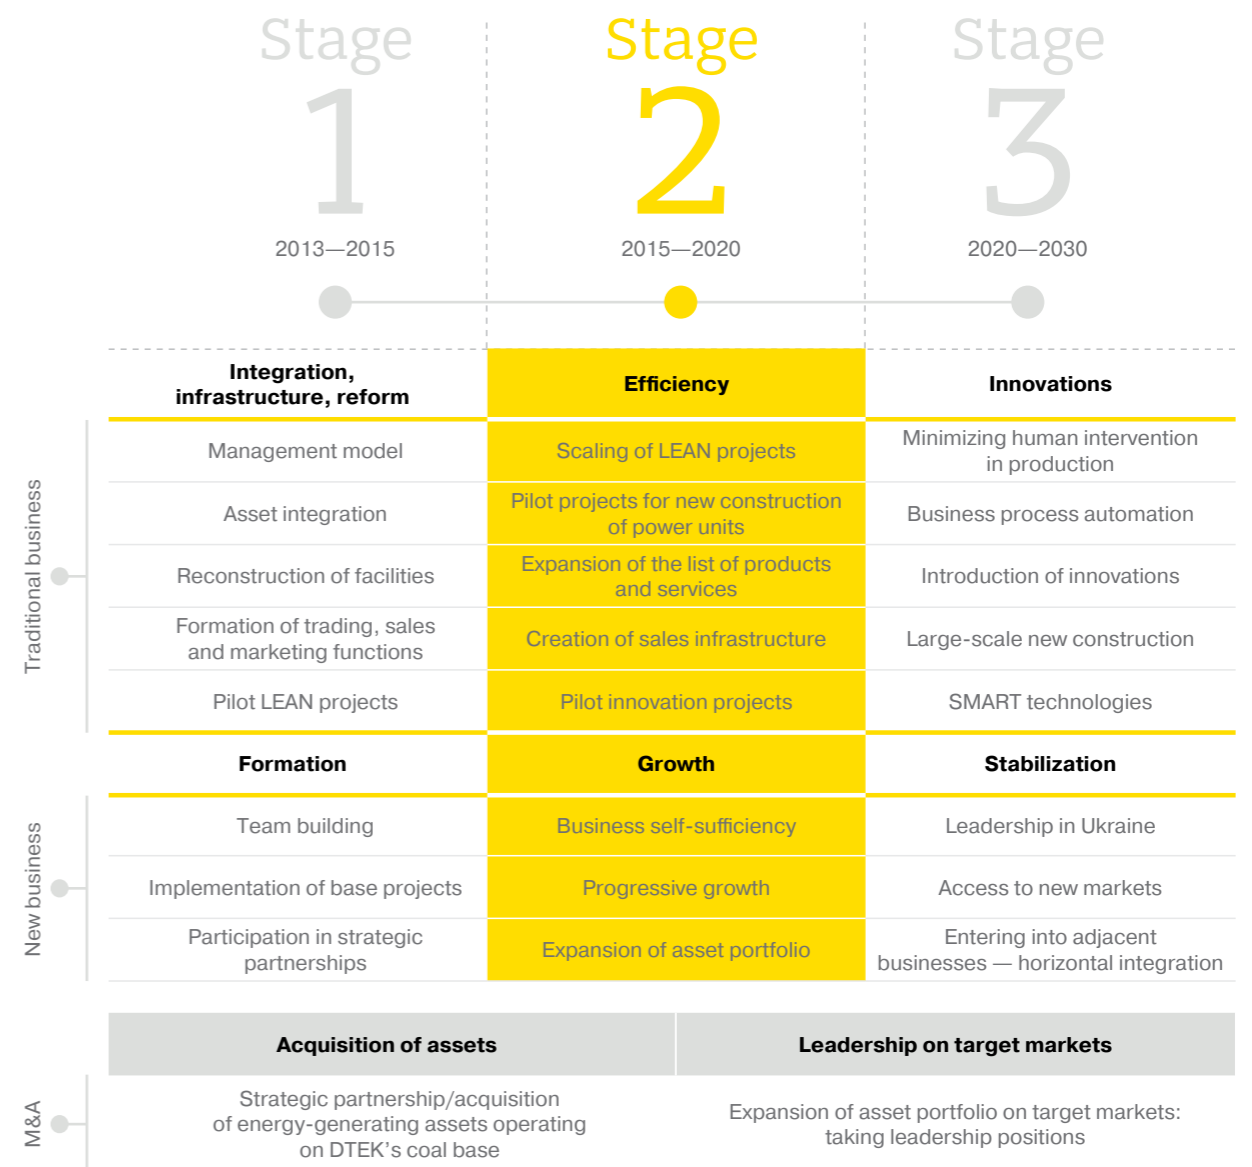 Stage
1
2013—2015
Stage
2
2015—2020
Stage
3
2020—2030
Integration,
infrastructure, reform
Efficiency
Innovations
Traditional business
Management model
Scaling of LEAN projects
Minimizing human intervention
in production
Asset integration
Pilot projects for new construction
of power units
Business process automation
Reconstruction of facilities
Expansion of the list of products
and services
Introduction of innovations
Formation of trading, sales
and marketing functions
Creation of sales infrastructure
Large-scale new construction
Pilot LEAN projects
Pilot innovation projects
SMART technologies
Formation
Growth
Stabilization
New business
Team building
Business self-sufficiency
Leadership in Ukraine
Implementation of base projects
Progressive growth
Access to new markets
Participation in strategic
partnerships
Expansion of asset portfolio
Entering into adjacent
businesses — horizontal integration
Acquisition of assets
Leadership on target markets
M&A
Strategic partnership/acquisition
of energy-generating assets operating
on DTEK’s coal base
Expansion of asset portfolio on target markets:
taking leadership positions